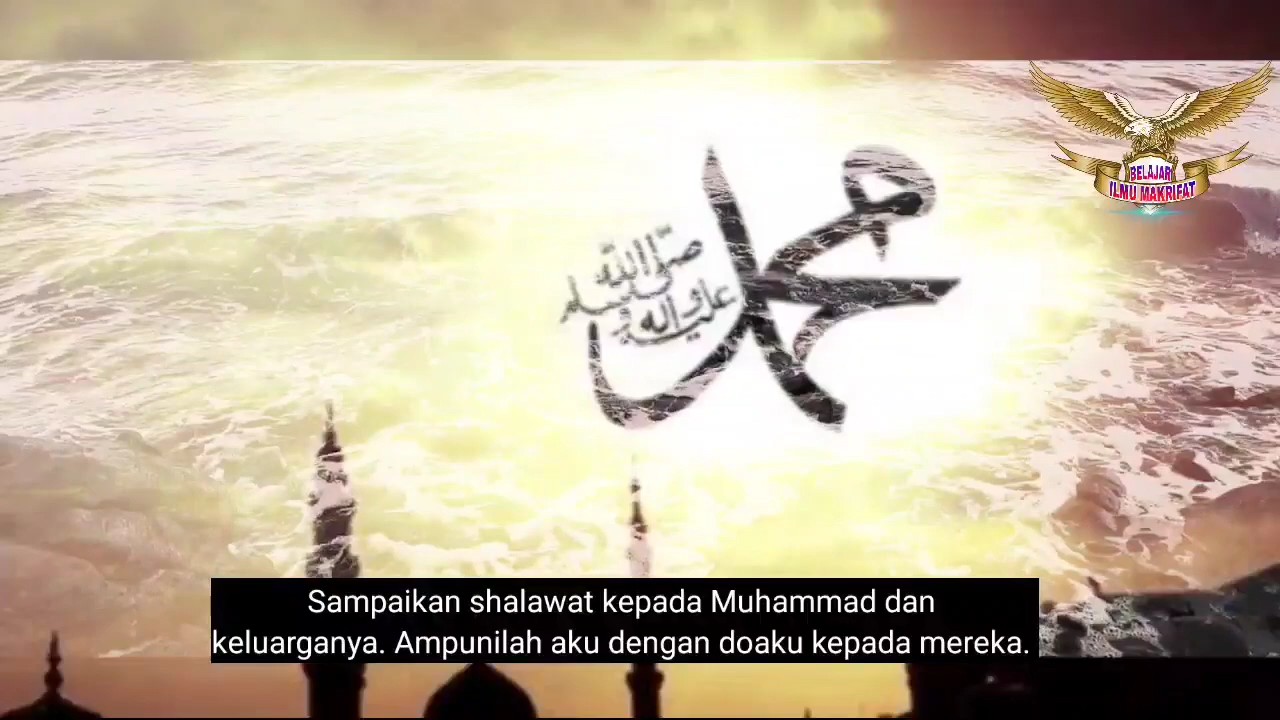 BELAJAR
ILMU MAKRIFAT
محمد
صلى الله
عليه وآله
وسلم
Sampaikan shalawat kepada Muhammad dan
keluarganya. Ampunilah aku dengan doaku kepada mereka.